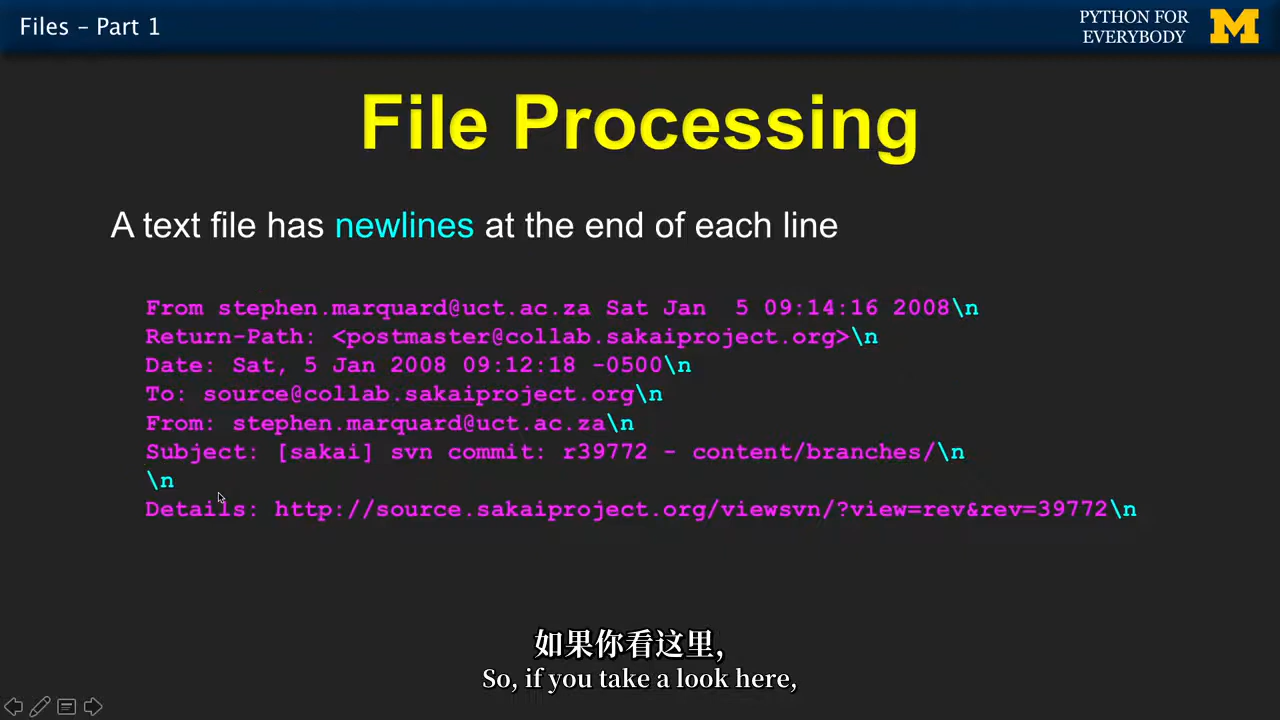 Files – Part 1
PYTHON FOR
EVERYBODY
M
File Processing
A text file has newlines at the end of each line
From stephen.marquard@uct.ac.za Sat Jan  5 09:14:16 2008\n
Return-Path: <postmaster@collab.sakaiproject.org>\n
Date: Sat, 5 Jan 2008 09:12:18 -0500\n
To: source@collab.sakaiproject.org\n
From: stephen.marquard@uct.ac.za\n
Subject: [sakai] svn commit: r39772 - content/branches/\n
\n
Details: http://source.sakaiproject.org/viewsvn/?view=rev&rev=39772\n
如果你看这里,
So, if you take a look here,